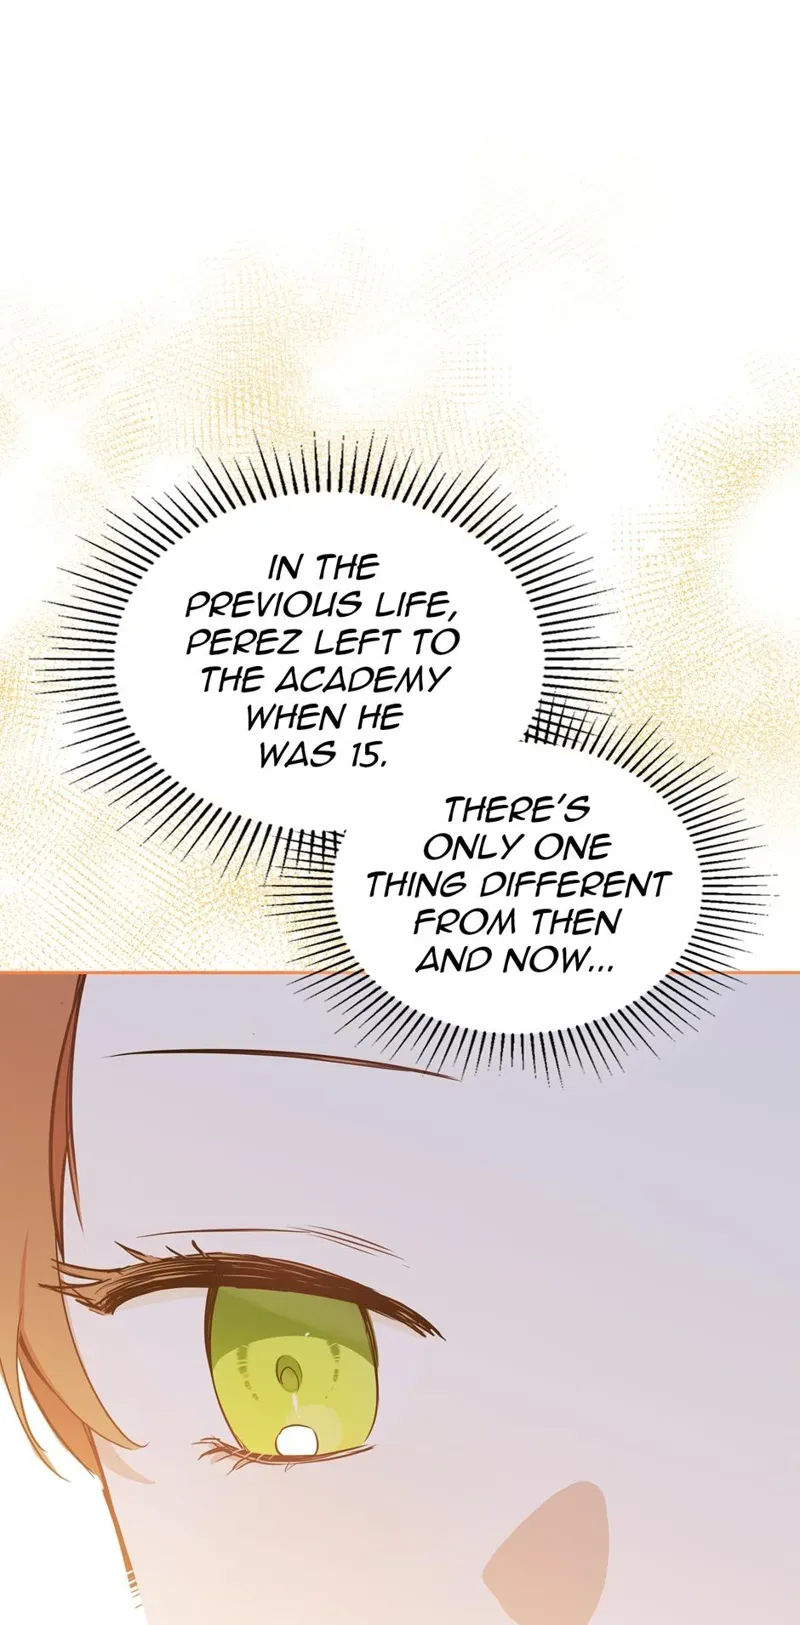 IN THE
PREVIOUS LIFE,
PEREZ LEFT TO
THE ACADEMY
WHEN HE
WAS 15.
THERE'S
ONLY ONE
THING DIFFERENT
FROM THEN
AND NOW...